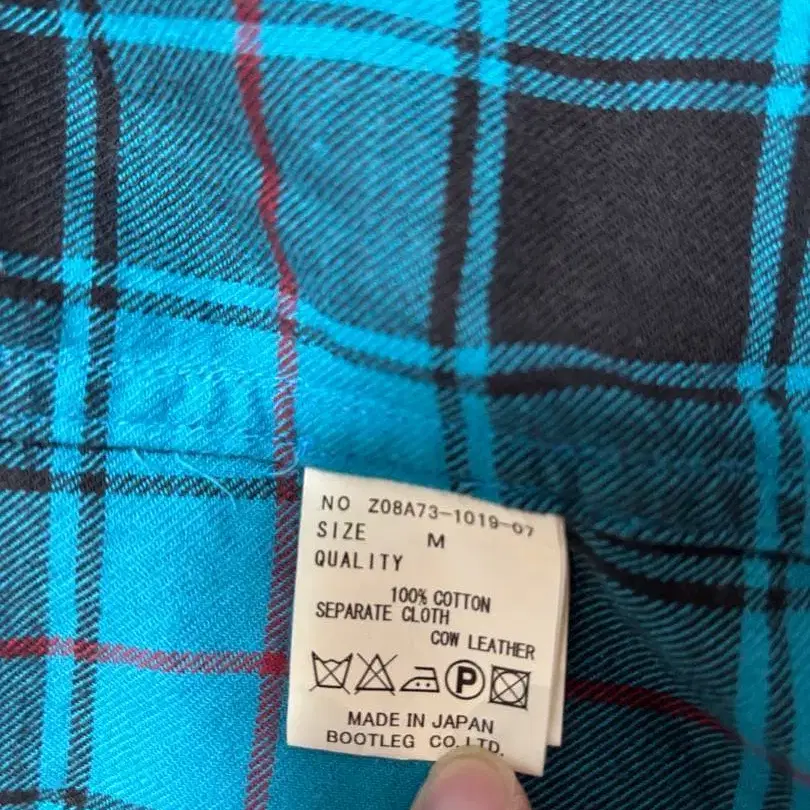 NO Z08A73-1019-07
SIZE M
QUALITY
100% COTTON
SEPARATE CLOTH
COW LEATHER
P
MADE IN JAPAN
BOOTLEG CO.LTD.